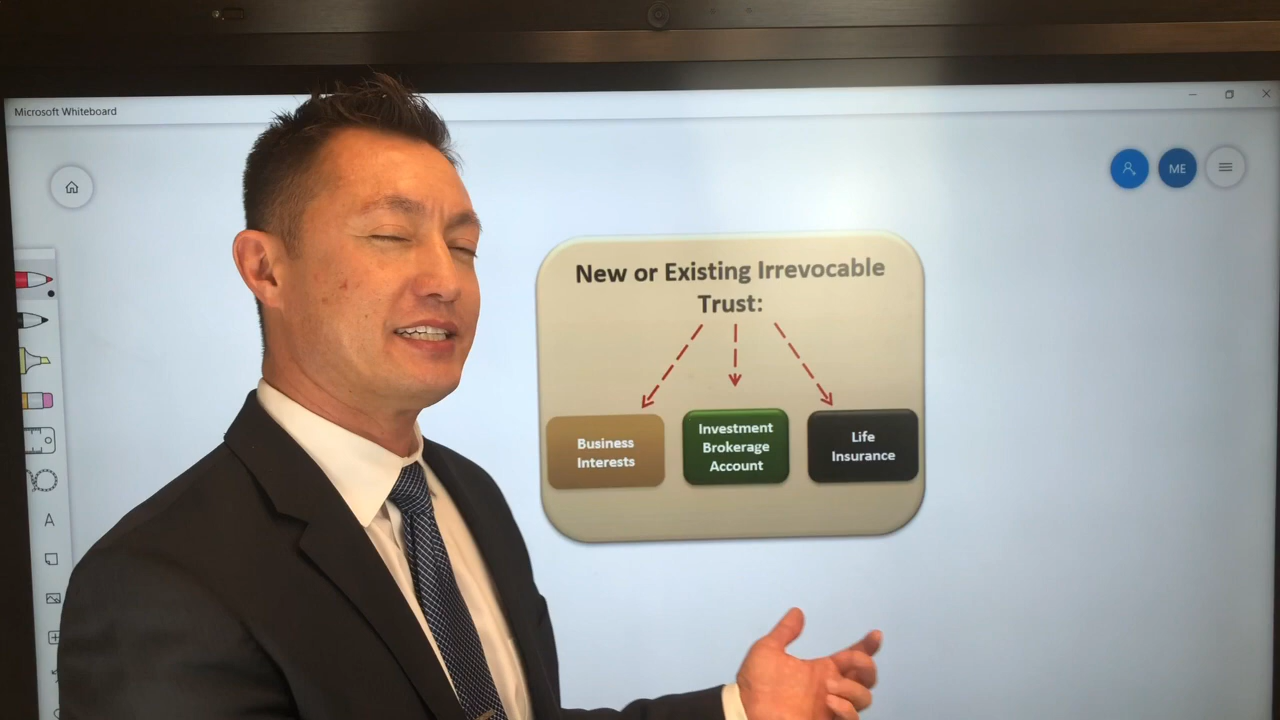 Microsoft Whiteboard
ME
New or Existing Irrevocable
Trust:
Business
Interests
Investment
Brokerage
Account
Life
Insurance
A